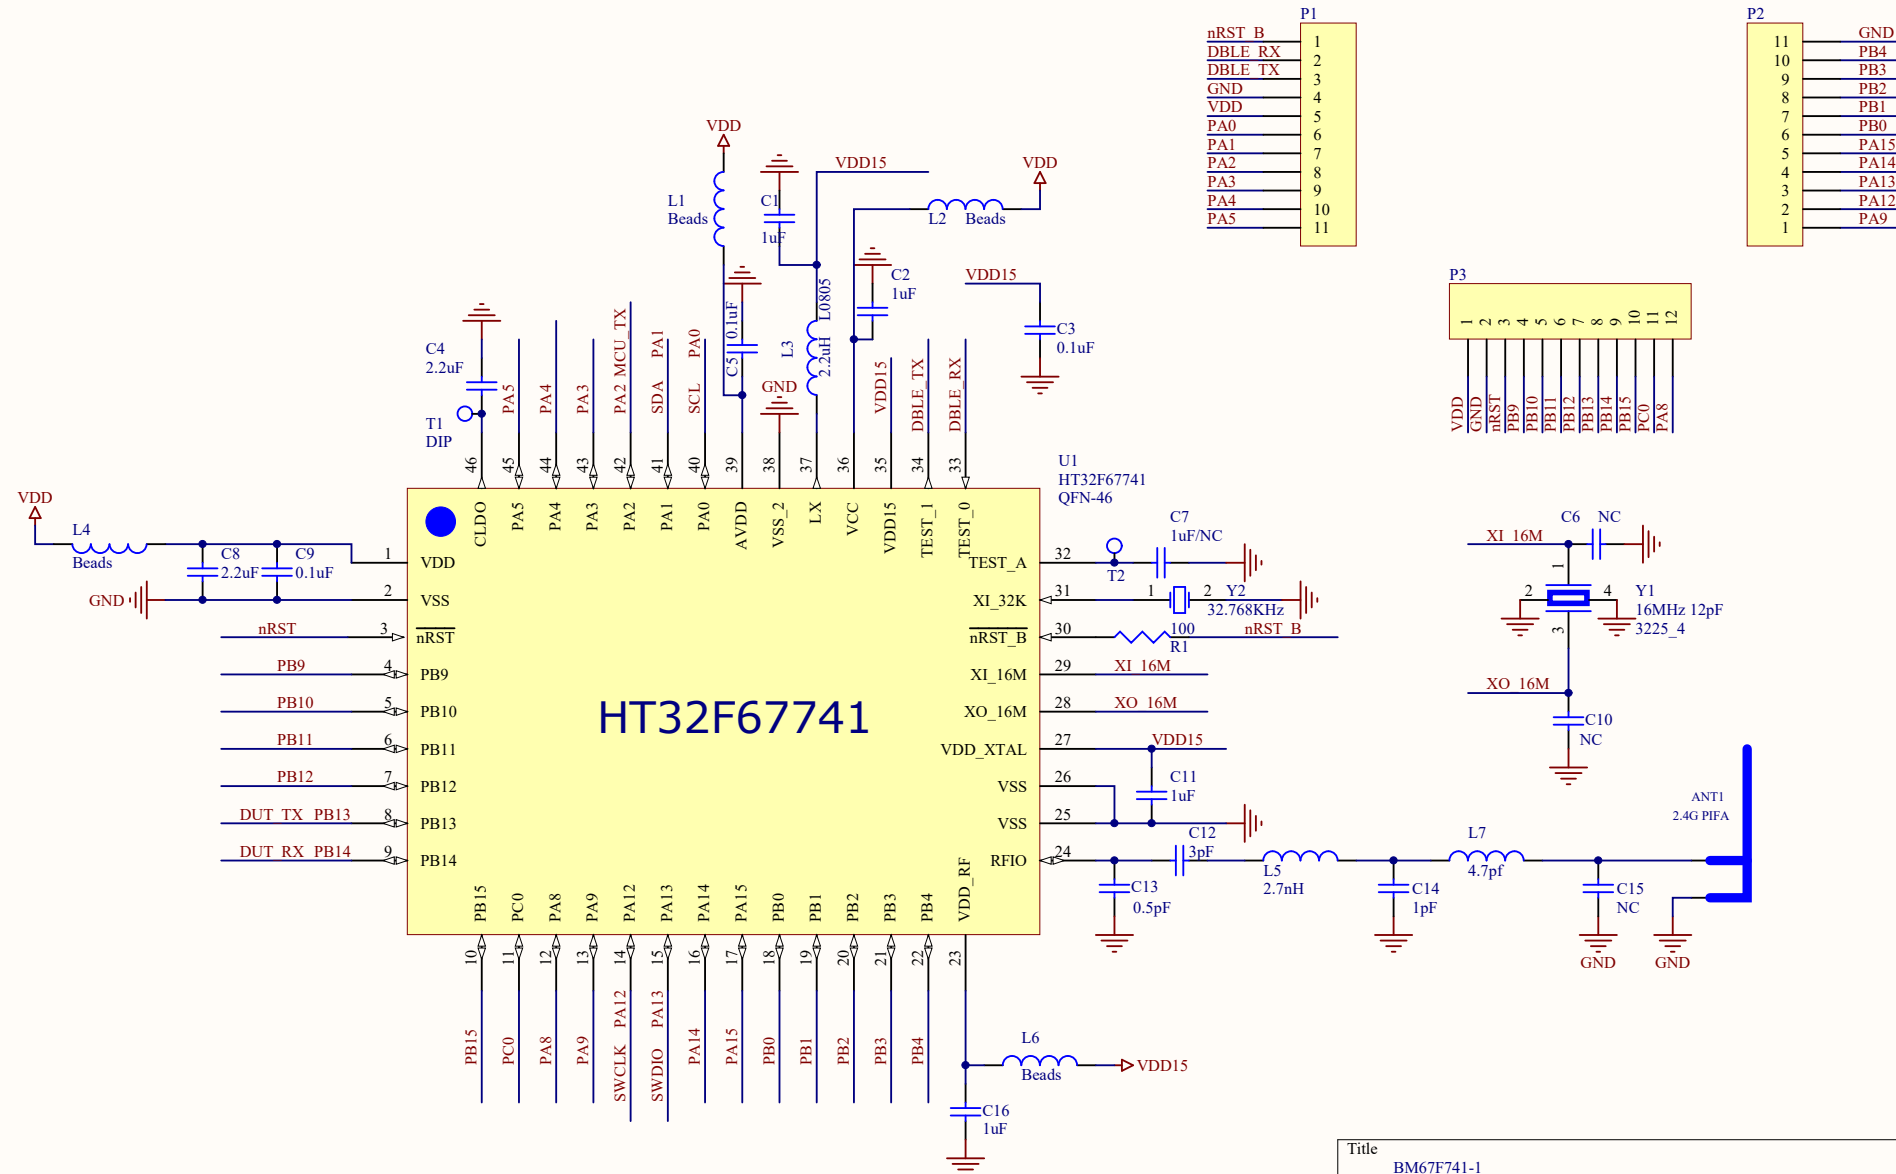 P1
nRST_B 1
DBLE_RX 2
DBLE_TX 3
GND 4
VDD 5
PA0 6
PA1 7
PA2 8
PA3 9
PA4 10
PA5 11
P2
11 GND
10 PB4
9 PB3
8 PB2
7 PB1
6 PB0
5 PA15
4 PA14
3 PA13
2 PA12
1 PA9
P3
1 2 3 4 5 6 7 8 9 10 11 12
VDD GND nRST PB9 PB10 PB11 PB12 PB13 PB14 PB15 PC0 PA8
VDD
L1
Beads
C1
1uF
VDD15
VDD
L2 Beads
C2
1uF
VDD15
C3
0.1uF
C5 0.1uF
L3
2.2uH
L0805
GND
C4
2.2uF
T1
DIP
PA5
PA4
PA3
PA2 MCU_TX
SDA PA1
SCL PA0
VDD15
DBLE_TX
DBLE_RX
46 45 44 43 42 41 40 39 38 37 36 35 34 33
CLDO PA5 PA4 PA3 PA2 PA1 PA0 AVDD VSS_2 LX VCC VDD15 TEST_1 TEST_0
U1
HT32F67741
QFN-46
VDD
L4
Beads
C8
2.2uF
C9
0.1uF
GND
1 VDD
2 VSS
nRST 3 nRST
PB9 4 PB9
PB10 5 PB10
PB11 6 PB11
PB12 7 PB12
DUT_TX PB13 8 PB13
DUT_RX PB14 9 PB14
HT32F67741
TEST_A 32
XI_32K 31
nRST_B 30
XI_16M 29 XI_16M
XO_16M 28 XO_16M
VDD_XTAL 27 VDD15
VSS 26
VSS 25
RFIO 24
T2
C7
1uF/NC
1 2 Y2
32.768KHz
100
R1
nRST_B
C11
1uF
C12
3pF
C13
0.5pF
L5
2.7nH
C14
1pF
L7
4.7pf
C15
NC
GND
GND
ANT1
2.4G PIFA
C6 NC
XI_16M
1
2 4
3
Y1
16MHz 12pF
3225_4
XO_16M
C10
NC
PB15 PC0 PA8 PA9 PA12 PA13 PA14 PA15 PB0 PB1 PB2 PB3 PB4 VDD_RF
10 11 12 13 14 15 16 17 18 19 20 21 22 23
PB15
PC0
PA8
PA9
SWCLK PA12
SWDIO PA13
PA14
PA15
PB0
PB1
PB2
PB3
PB4
L6
Beads
VDD15
C16
1uF
Title
BM67F741-1